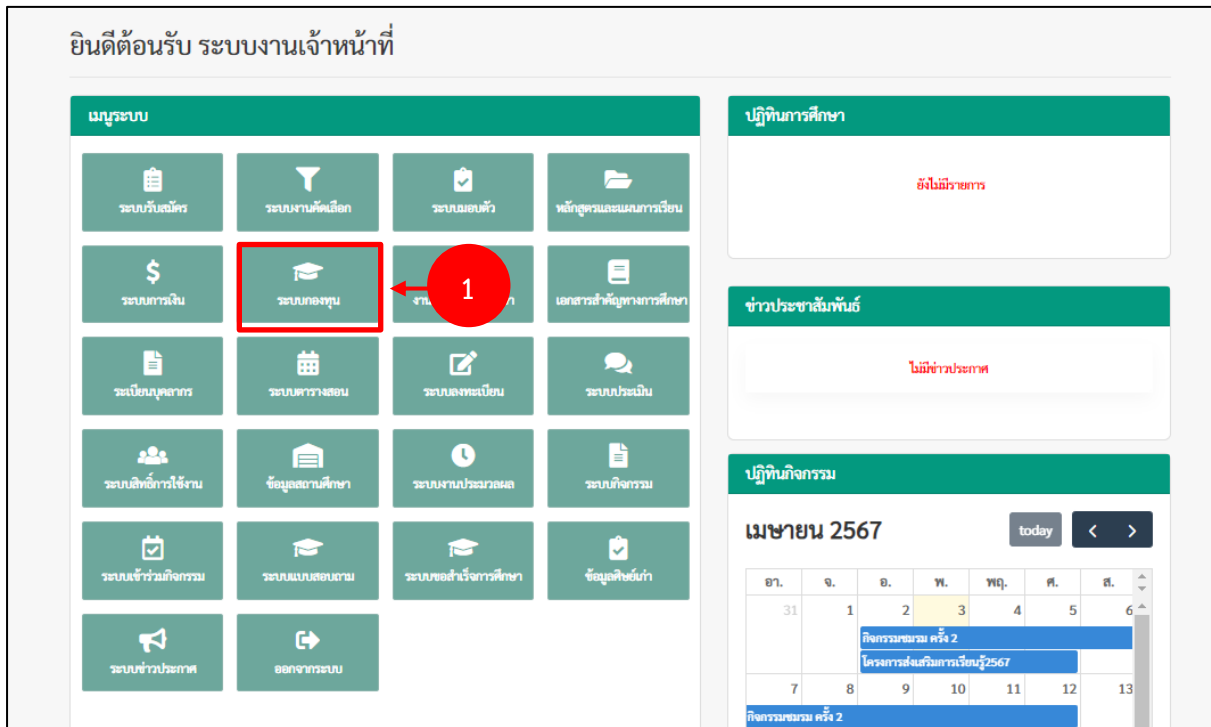 ยินดีต้อนรับ ระบบงานเจ้าหน้าที่
เมนูระบบ
ระบบรับสมัคร
ระบบงานคัดเลือก
ระบบมอบตัว
หลักสูตรและแผนการเรียน
ระบบการเงิน
ระบบกองทุน
1
เอกสารสำคัญทางการศึกษา
ระเบียนบุคลากร
ระบบตารางสอน
ระบบลงทะเบียน
ระบบประเมิน
ระบบสิทธิ์การใช้งาน
ข้อมูลสถานศึกษา
ระบบงานประมวลผล
ระบบกิจกรรม
ระบบเข้าร่วมกิจกรรม
ระบบแบบสอบถาม
ระบบขอสำเร็จการศึกษา
ข้อมูลศิษย์เก่า
ระบบข่าวประกาศ
ออกจากระบบ
ปฏิทินการศึกษา
ยังไม่มีรายการ
ข่าวประชาสัมพันธ์
ไม่มีข่าวประกาศ
ปฏิทินกิจกรรม
เมษายน 2567 today
อา. จ. อ. พ. พฤ. ศ. ส.
31 1 2 3 4 5 6
กิจกรรมชมรม ครั้ง 2
โครงการส่งเสริมการเรียนรู้2567
7 8 9 10 11 12 13
กิจกรรมชมรม ครั้ง 2